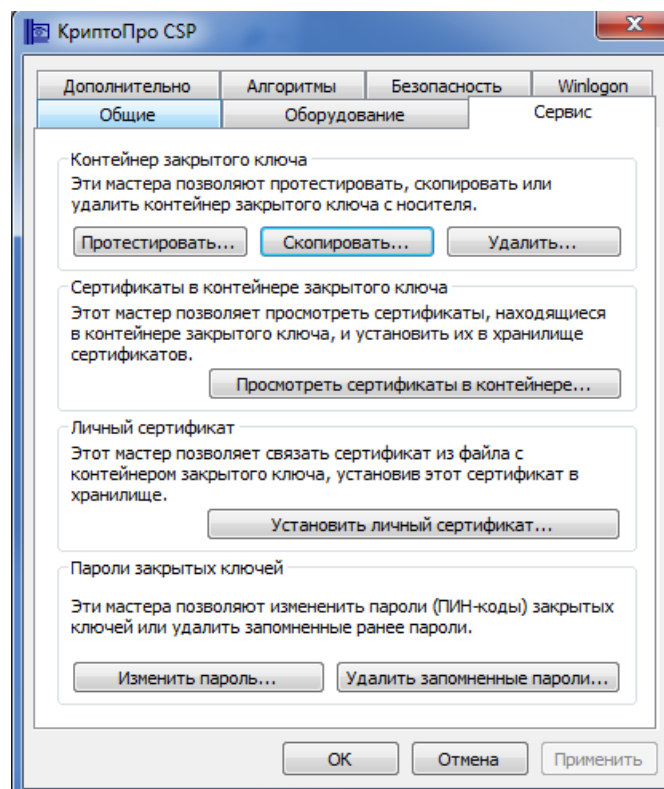 КриптоПро CSP
Дополнительно Алгоритмы Безопасность Winlogon
Общие Оборудование Сервис
Контейнер закрытого ключа
Эти мастера позволяют протестировать, скопировать или
удалить контейнер закрытого ключа с носителя.
Протестировать... Скопировать... Удалить...
Сертификаты в контейнере закрытого ключа
Этот мастер позволяет просмотреть сертификаты, находящиеся
в контейнере закрытого ключа, и установить их в хранилище
сертификатов.
Просмотреть сертификаты в контейнере...
Личный сертификат
Этот мастер позволяет связать сертификат из файла с
контейнером закрытого ключа, установив этот сертификат в
хранилище.
Установить личный сертификат...
Пароли закрытых ключей
Эти мастера позволяют измененить пароли (ПИН-коды) закрытых
ключей или удалить запомненные ранее пароли.
Изменить пароль... Удалить запомненные пароли...
ОК Отмена Применить